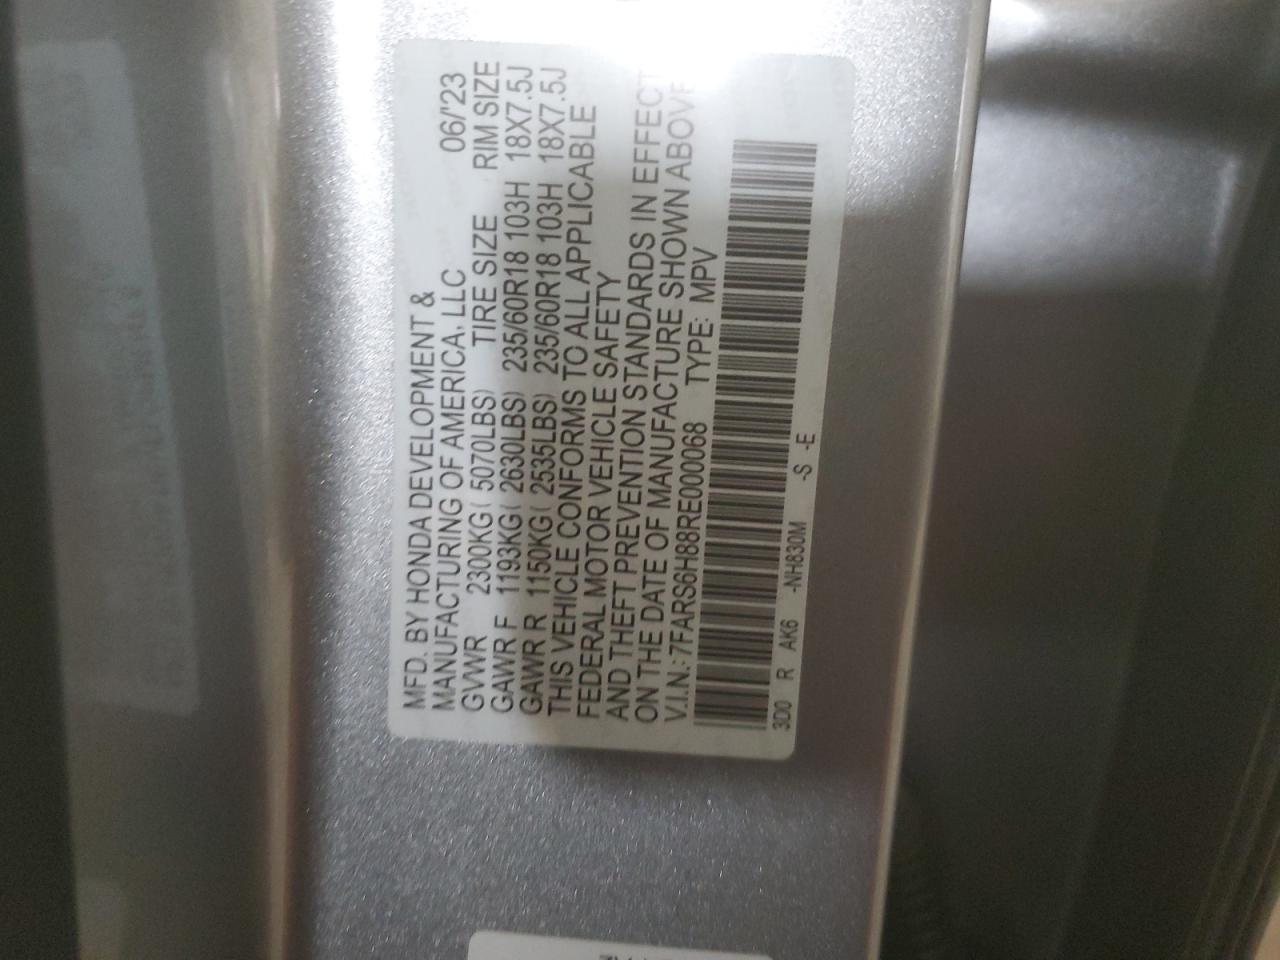 MFD. BY HONDA DEVELOPMENT &
MANUFACTURING OF AMERICA, LLC 06/'23
GVWR 2300KG( 5070LBS) TIRE SIZE RIM SIZE
GAWR F 1193KG( 2630LBS) 235/60R18 103H 18X7.5J
GAWR R 1150KG( 2535LBS) 235/60R18 103H 18X7.5J
THIS VEHICLE CONFORMS TO ALL APPLICABLE
FEDERAL MOTOR VEHICLE SAFETY
AND THEFT PREVENTION STANDARDS IN EFFECT
ON THE DATE OF MANUFACTURE SHOWN ABOVE
V.I.N.:7FARS6H88RE000068 TYPE: MPV
3D0 R AK6 -NH830M -S -E